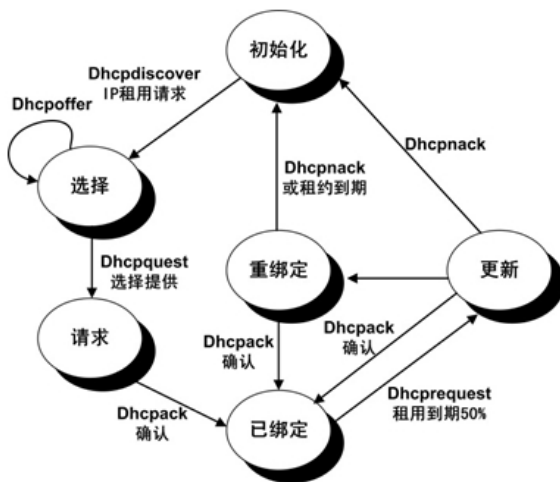 初始化
Dhcpdiscover
IP租用请求
Dhcpoffer
选择
Dhcpnack
Dhcpnack
或租约到期
Dhcpquest
选择提供
重绑定
更新
请求
Dhcpack
确认
Dhcpack
确认
Dhcpack
确认
Dhcprequest
租用到期50%
已绑定